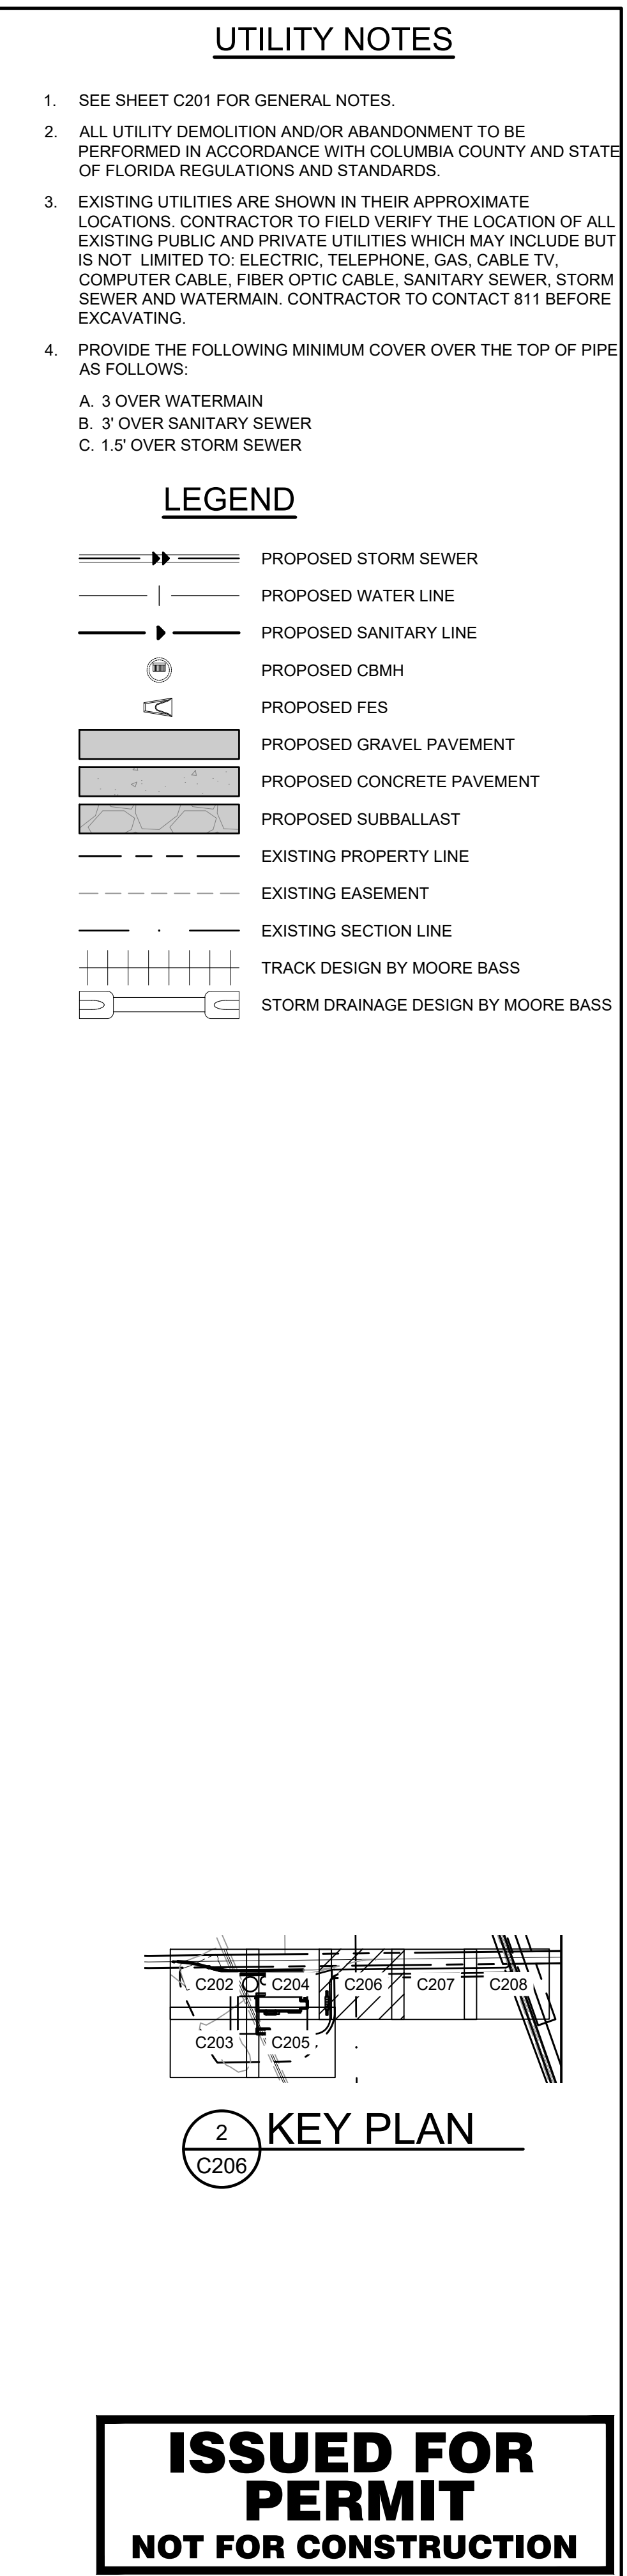 UTILITY NOTES
1. SEE SHEET C201 FOR GENERAL NOTES.
2. ALL UTILITY DEMOLITION AND/OR ABANDONMENT TO BE
PERFORMED IN ACCORDANCE WITH COLUMBIA COUNTY AND STATE
OF FLORIDA REGULATIONS AND STANDARDS.
3. EXISTING UTILITIES ARE SHOWN IN THEIR APPROXIMATE
LOCATIONS. CONTRACTOR TO FIELD VERIFY THE LOCATION OF ALL
EXISTING PUBLIC AND PRIVATE UTILITIES WHICH MAY INCLUDE BUT
IS NOT LIMITED TO: ELECTRIC, TELEPHONE, GAS, CABLE TV,
COMPUTER CABLE, FIBER OPTIC CABLE, SANITARY SEWER, STORM
SEWER AND WATERMAIN. CONTRACTOR TO CONTACT 811 BEFORE
EXCAVATING.
4. PROVIDE THE FOLLOWING MINIMUM COVER OVER THE TOP OF PIPE
AS FOLLOWS:
A. 3 OVER WATERMAIN
B. 3' OVER SANITARY SEWER
C. 1.5' OVER STORM SEWER
LEGEND
PROPOSED STORM SEWER
PROPOSED WATER LINE
PROPOSED SANITARY LINE
PROPOSED CBMH
PROPOSED FES
PROPOSED GRAVEL PAVEMENT
PROPOSED CONCRETE PAVEMENT
PROPOSED SUBBALLAST
EXISTING PROPERTY LINE
EXISTING EASEMENT
EXISTING SECTION LINE
TRACK DESIGN BY MOORE BASS
STORM DRAINAGE DESIGN BY MOORE BASS
C202 C204 C206 C207 C208
C203 C205
2 KEY PLAN
C206
ISSUED FOR
PERMIT
NOT FOR CONSTRUCTION